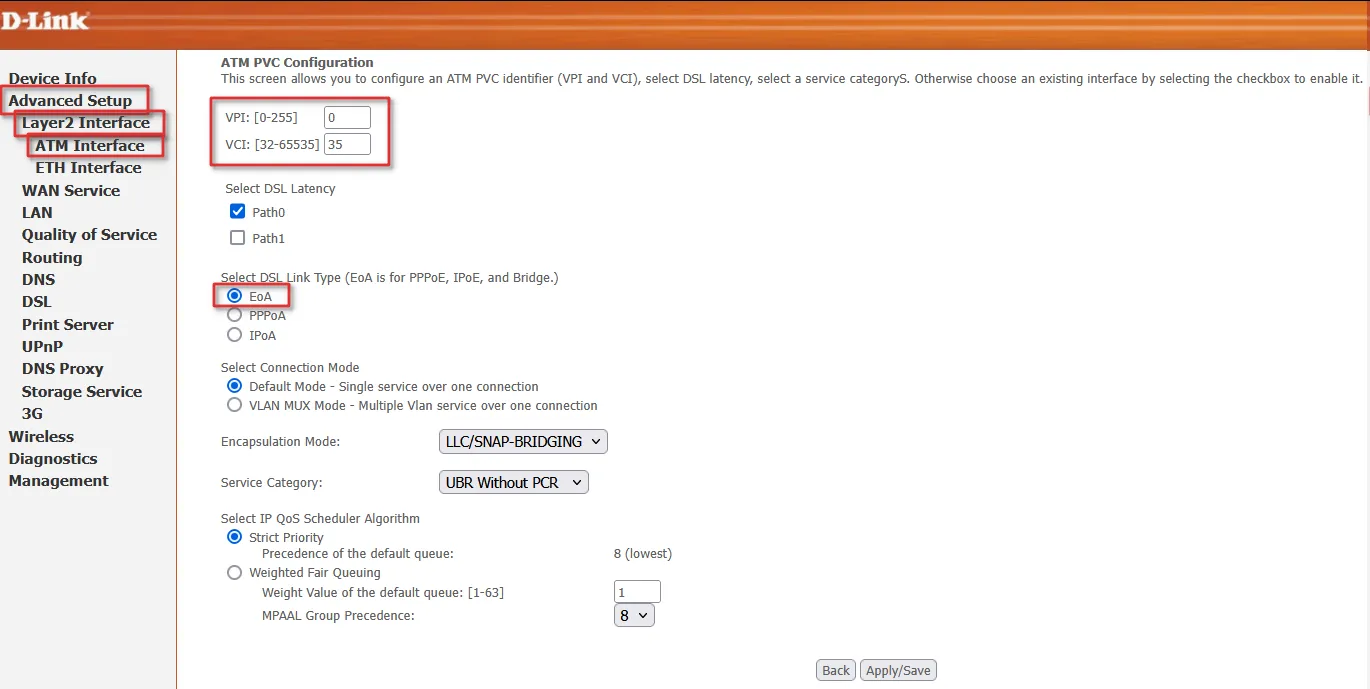 D-Link
Device Info
Advanced Setup
Layer2 Interface
ATM Interface
ETH Interface
WAN Service
LAN
Quality of Service
Routing
DNS
DSL
Print Server
UPnP
DNS Proxy
Storage Service
3G
Wireless
Diagnostics
Management
ATM PVC Configuration
This screen allows you to configure an ATM PVC identifier (VPI and VCI), select DSL latency, select a service categoryS. Otherwise choose an existing interface by selecting the checkbox to enable it.
VPI: [0-255] 0
VCI: [32-65535] 35
Select DSL Latency
Path0
Path1
Select DSL Link Type (EoA is for PPPoE, IPoE, and Bridge.)
EoA
PPPoA
IPoA
Select Connection Mode
Default Mode - Single service over one connection
VLAN MUX Mode - Multiple Vlan service over one connection
Encapsulation Mode: LLC/SNAP-BRIDGING
Service Category: UBR Without PCR
Select IP QoS Scheduler Algorithm
Strict Priority
Precedence of the default queue: 8 (lowest)
Weighted Fair Queuing
Weight Value of the default queue: [1-63] 1
MPAAL Group Precedence: 8
Back Apply/Save